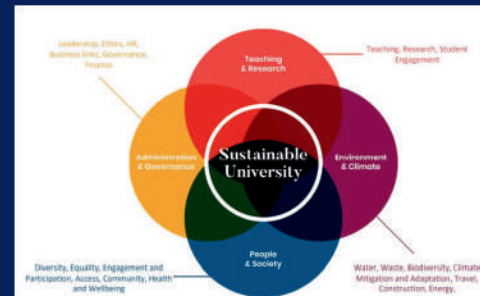 Leadership, Ethics, HR,
Business links, Governance,
Finance
Teaching
& Research
Teaching, Research, Student
Engagement
Administration
& Governance
Sustainable
University
Environment
& Climate
People
& Society
Diversity, Equality, Engagement and
Participation, Access, Community, Health
and Wellbeing
Water, Waste, Biodiversity, Climate
Mitigation and Adaptation, Travel,
Construction, Energy,